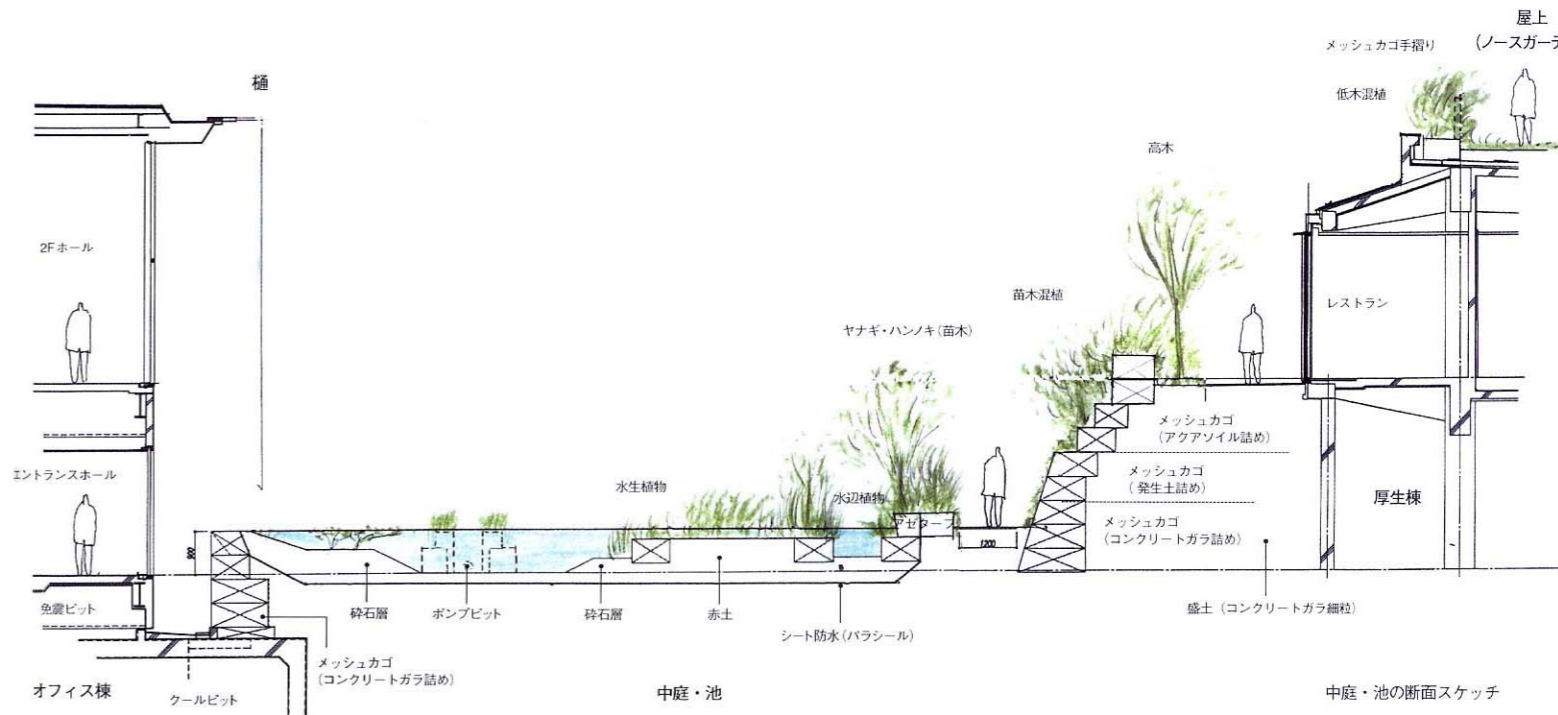 屋上
(ノースガーデ
メッシュカゴ手摺り
低木混植
樋
高木
2Fホール
苗木混植
レストラン
ヤナギ・ハンノキ(苗木)
メッシュカゴ
(アクアソイル詰め)
エントランスホール
水生植物
水辺植物
アゼターフ
メッシュカゴ
(発生土詰め)
厚生棟
メッシュカゴ
(コンクリートガラ詰め)
900
1200
免震ピット
砕石層
ポンプピット
砕石層
赤土
シート防水(パラシール)
盛土(コンクリートガラ細粒)
メッシュカゴ
(コンクリートガラ詰め)
オフィス棟
クールピット
中庭・池
中庭・池の断面スケッチ